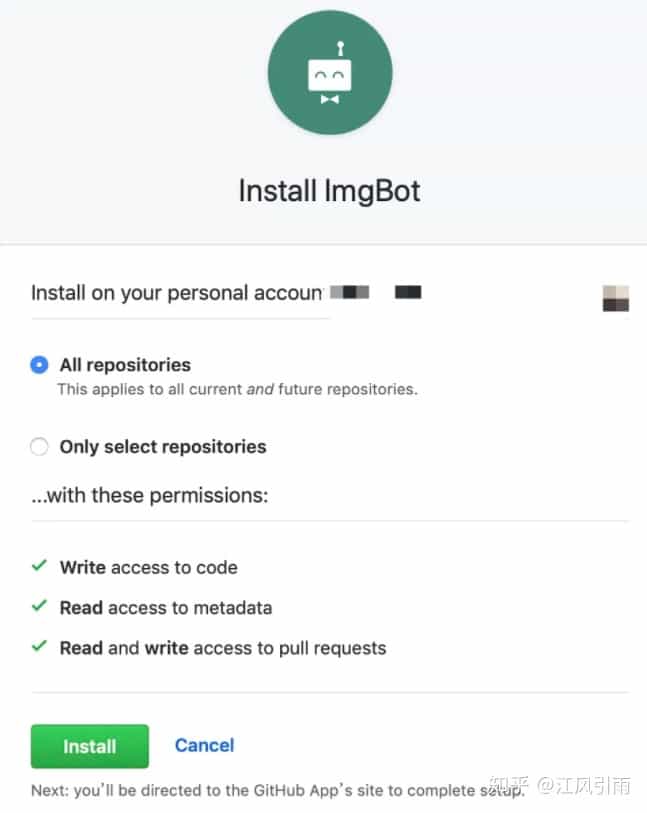 Install ImgBot
Install on your personal accoun
All repositories
This applies to all current and future repositories.
Only select repositories
...with these permissions:
Write access to code
Read access to metadata
Read and write access to pull requests
Install Cancel
Next: you'll be directed to the GitHub App's site to complete setup.
知乎 @江风引雨